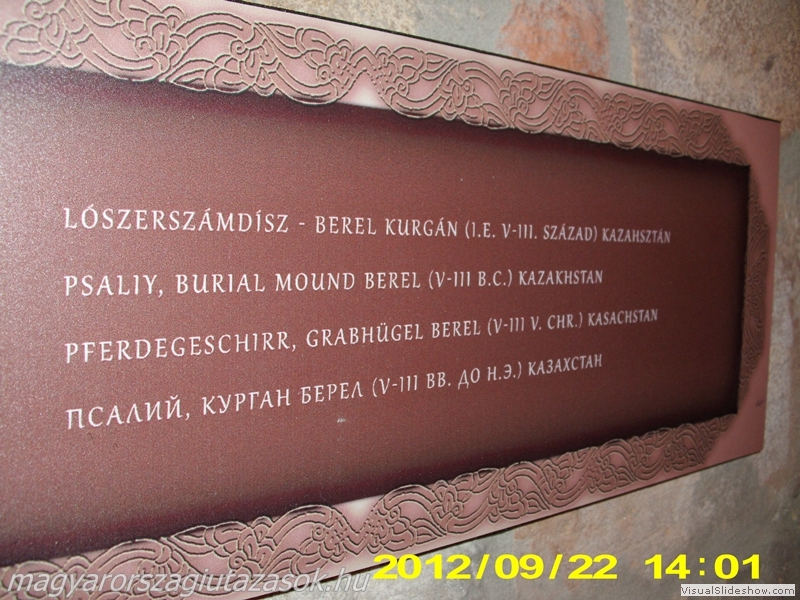 LÓSZERSZÁMDÍSZ - BEREL KURGÁN (I.E. V-III. SZÁZAD) KAZAHSZTÁN
PSALIY, BURIAL MOUND BEREL (V-III B.C.) KAZAKHSTAN
PFERDEGESCHIRR, GRABHÜGEL BEREL (V-III V. CHR.) KASACHSTAN
ПСАЛИЙ, КУРГАН БЕРЕЛ (V-III ВВ. ДО Н.Э.) КАЗАХСТАН
2012/09/22 14:01
magyarországiutazások.hu
VisualSlideshow.com